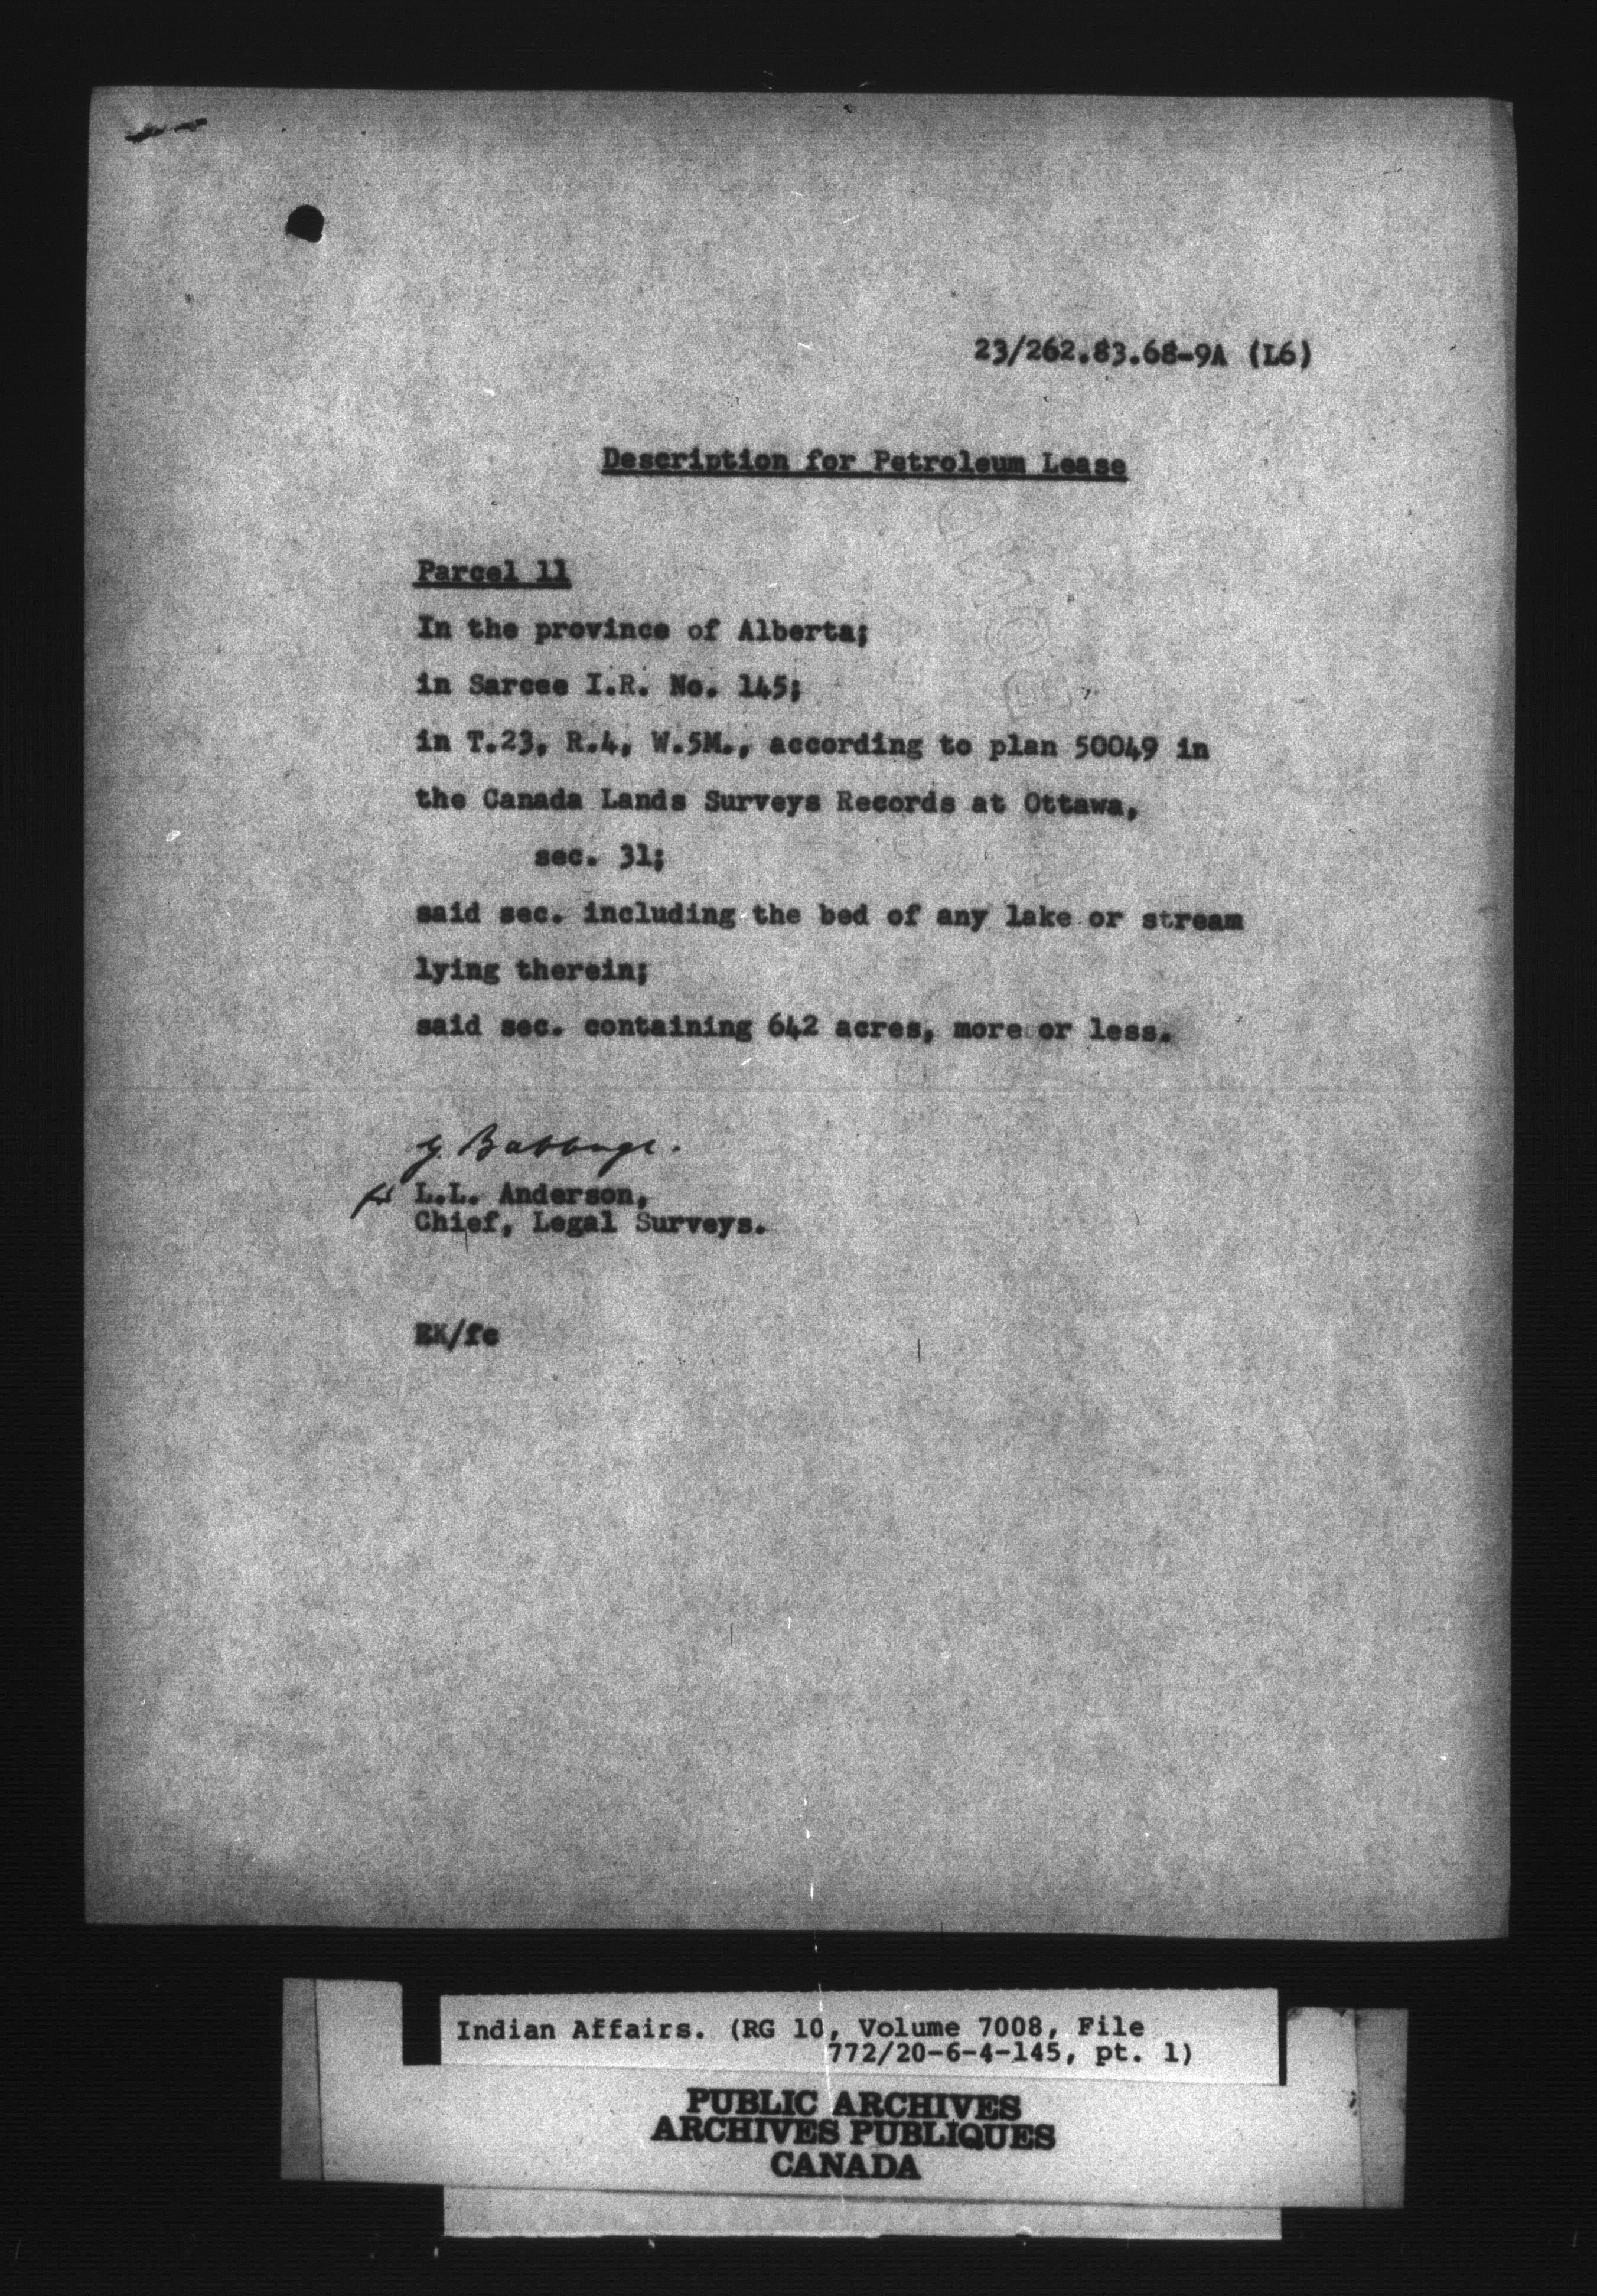 23/262.83.68-9A (L6)
Description for Petroleum Lease
Parcel 11
In the province of Alberta;
in Sarcee I.R. No. 145;
in T.23, R.4, W.5M., according to plan 50049 in
the Canada Lands Surveys Records at Ottawa,
sec. 31;
said sec. including the bed of any lake or stream
lying therein;
said sec. containing 642 acres, more or less.
G. Babbage.
for L.L. Anderson,
Chief, Legal Surveys.
EK/fc
Indian Affairs. (RG 10, Volume 7008, File
772/20-6-4-145, pt. 1)
PUBLIC ARCHIVES
ARCHIVES PUBLIQUES
CANADA